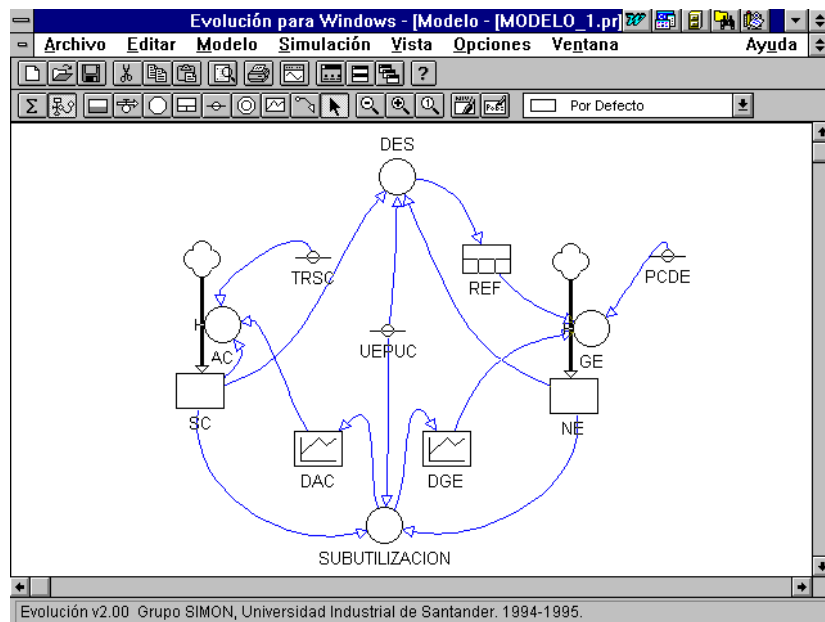 Evolución para Windows - [Modelo - [MODELO_1.pr]
Archivo Editar Modelo Simulación Vista Opciones Ventana Ayuda
Por Defecto
DES
TRSC
REF
PCDE
AC
UEPUC
GE
SC
NE
DAC
DGE
SUBUTILIZACION
Evolución v2.00 Grupo SIMON, Universidad Industrial de Santander. 1994-1995.